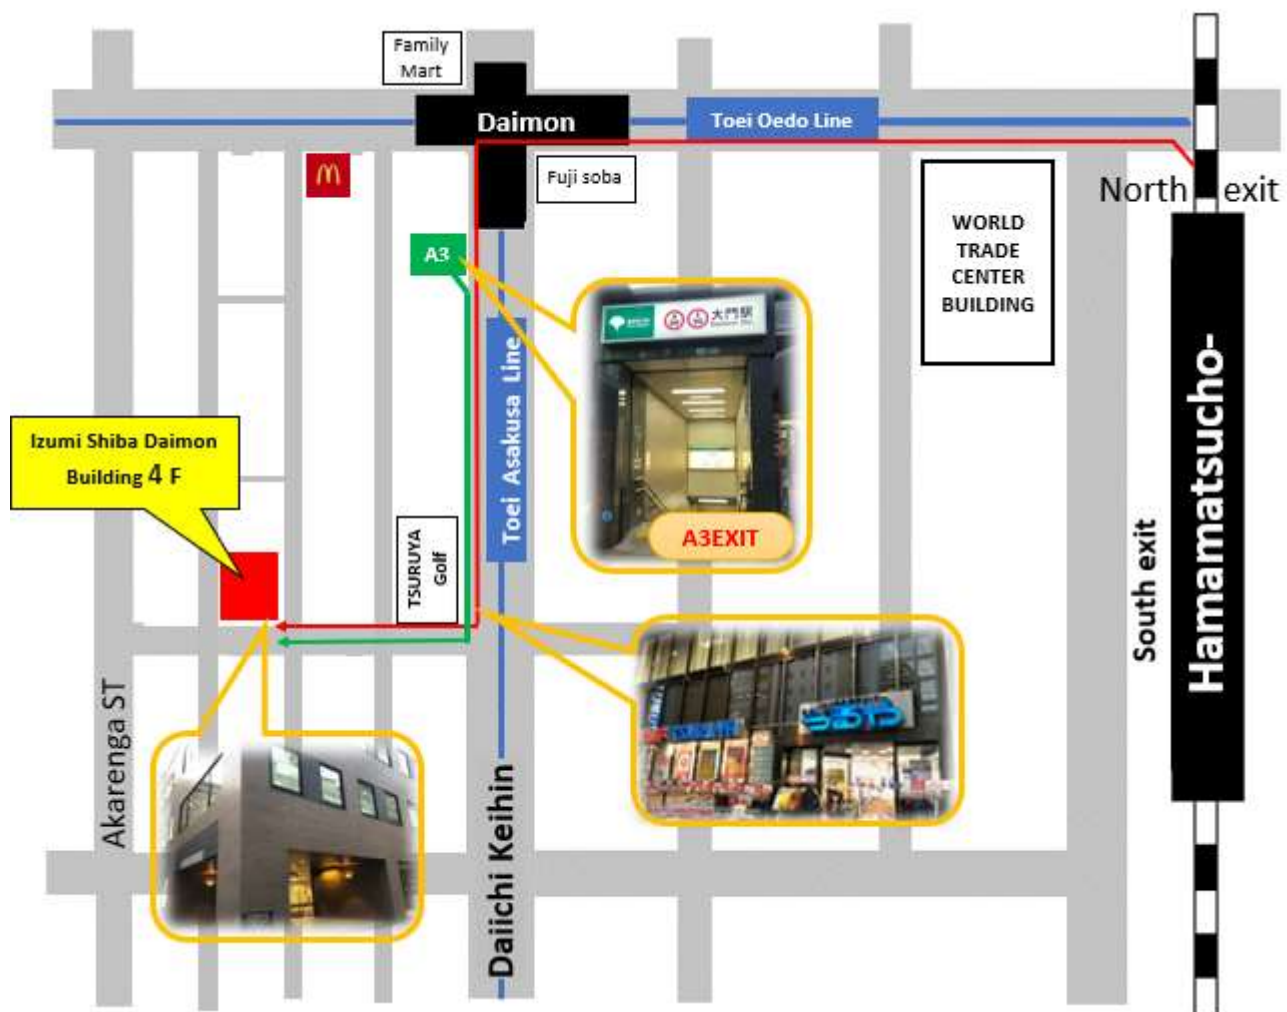 Family
Mart
Daimon
Toei Oedo Line
Fuji soba
North exit
WORLD
TRADE
CENTER
BUILDING
A3
大門駅
A3EXIT
Toei Asakusa Line
Izumi Shiba Daimon
Building 4 F
TSURUYA
Golf
South exit
Hamamatsucho-
Akarenga ST
Daiichi Keihin